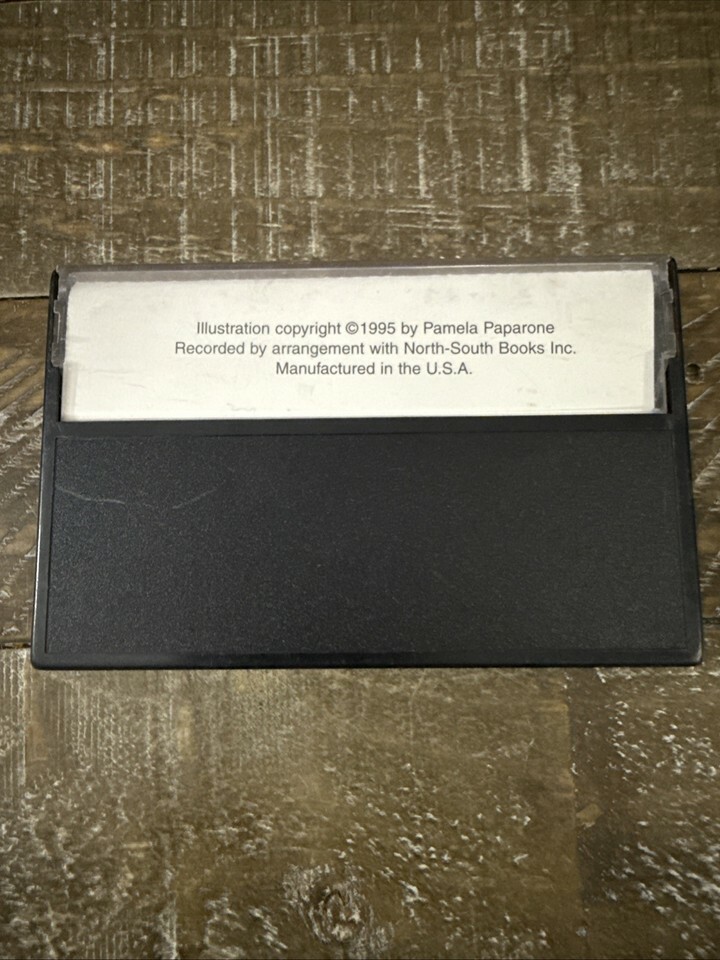 Illustration copyright ©1995 by Pamela Paparone
Recorded by arrangement with North-South Books Inc.
Manufactured in the U.S.A.